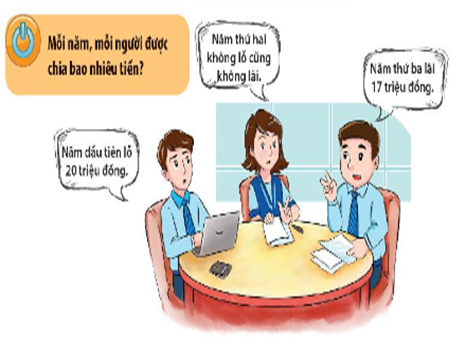 Mỗi năm, mỗi người được
chia bao nhiêu tiền?
Năm thứ hai
không lỗ cũng
không lãi.
Năm thứ ba lãi
17 triệu đồng.
Năm đầu tiên lỗ
20 triệu đồng.